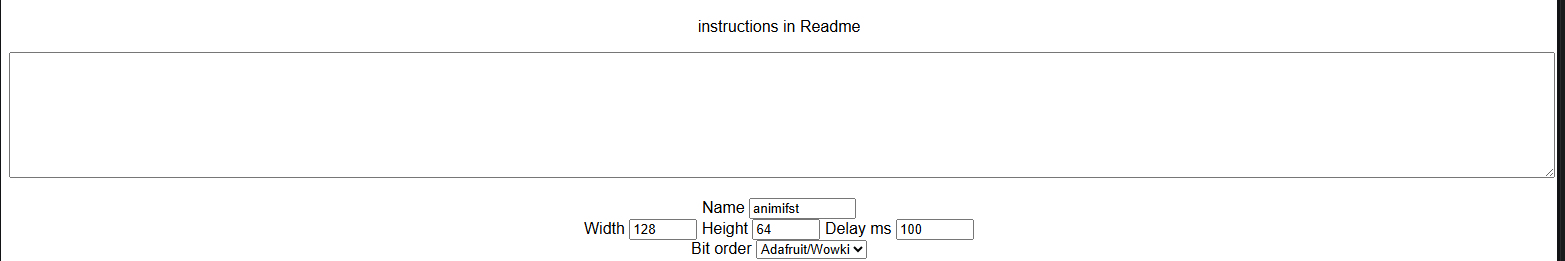 instructions in Readme
Name animifst
Width 128 Height 64 Delay ms 100
Bit order Adafruit/Wowki